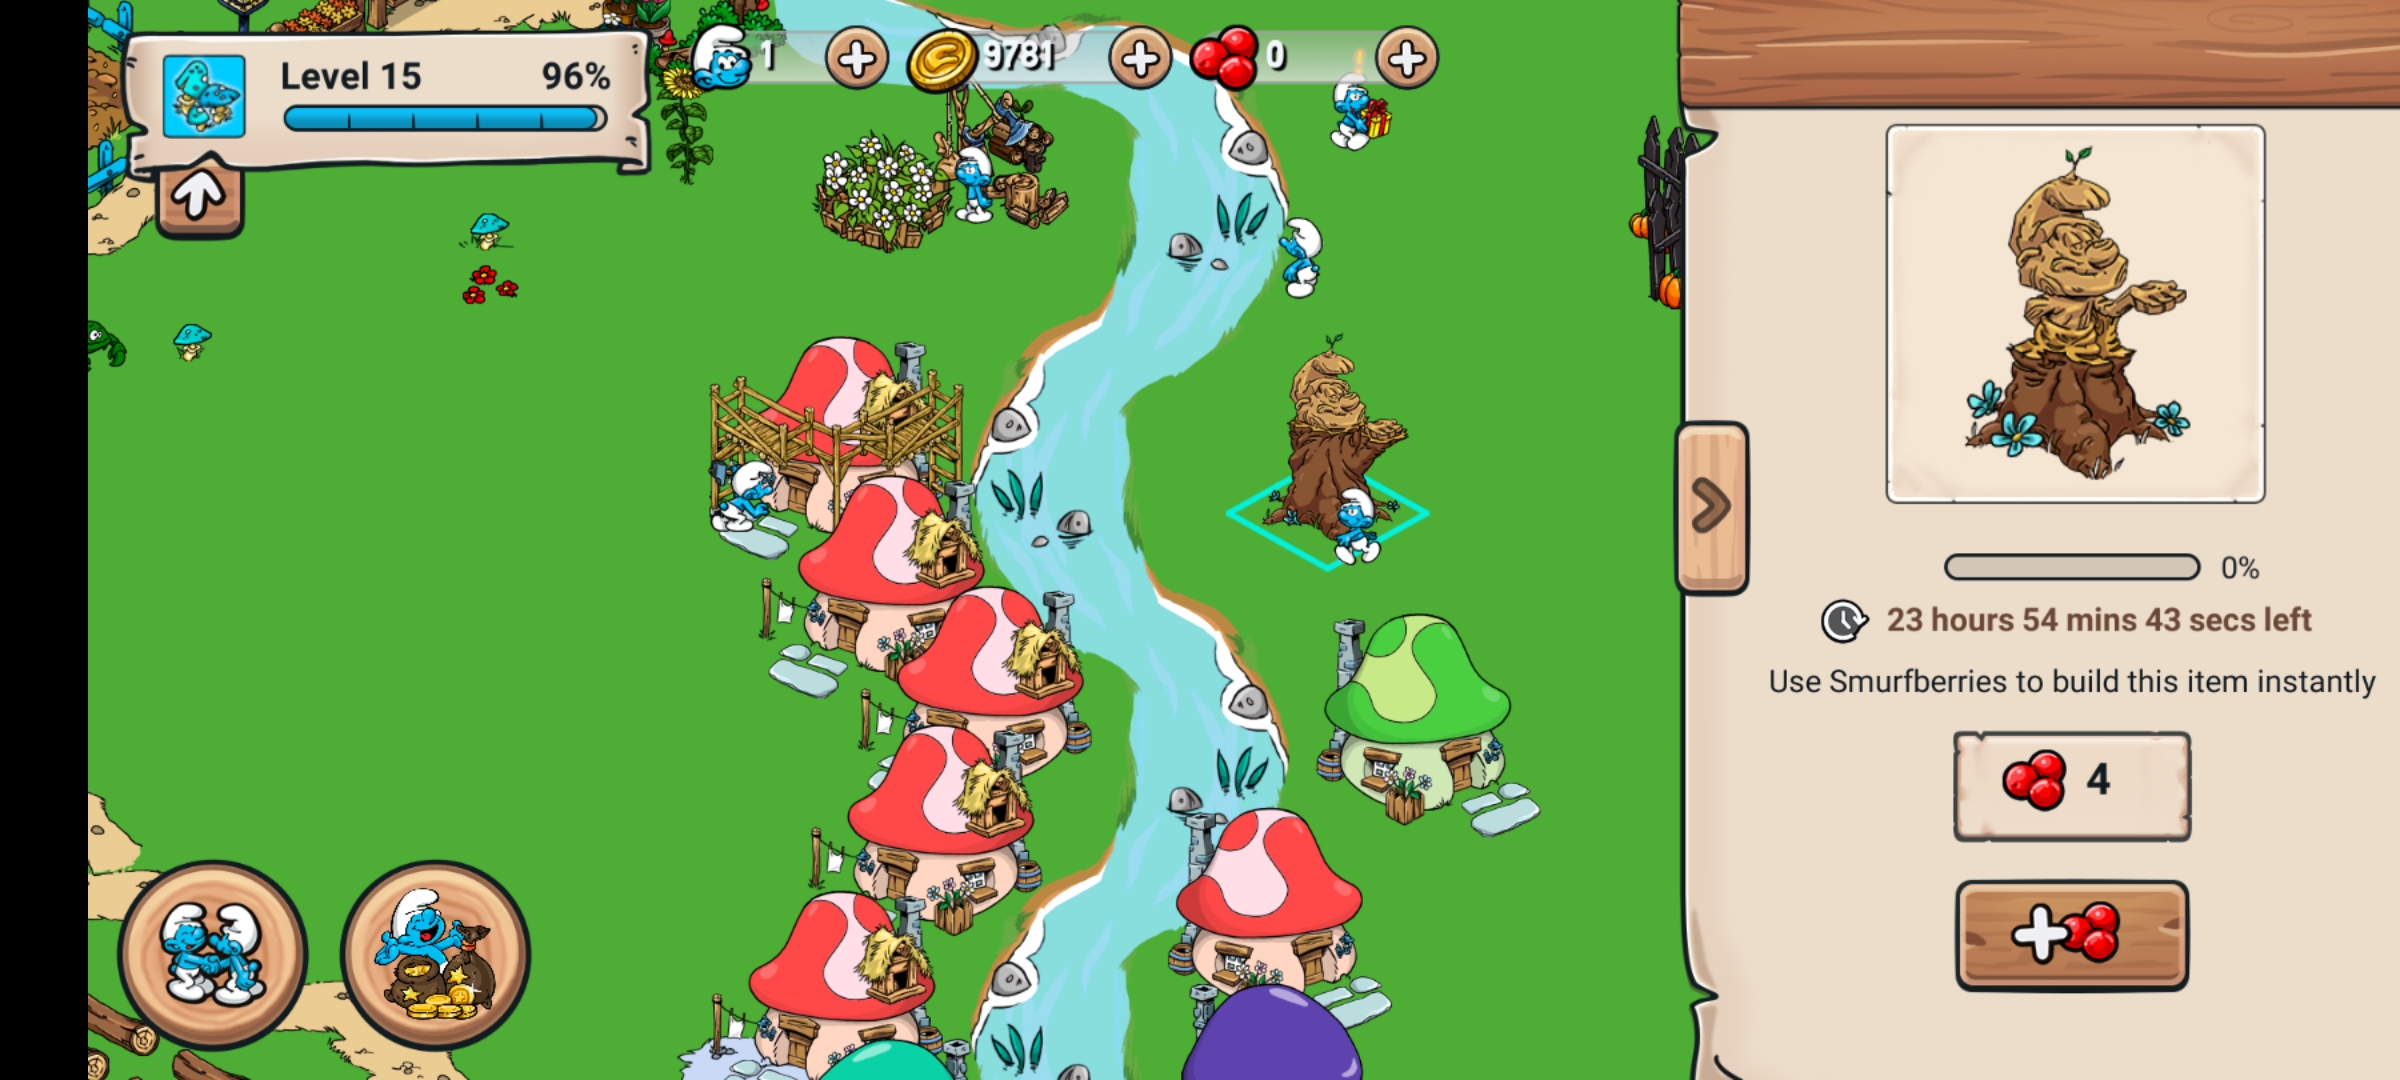 Level 15 96%
1
9781
0
0%
23 hours 54 mins 43 secs left
Use Smurfberries to build this item instantly
4